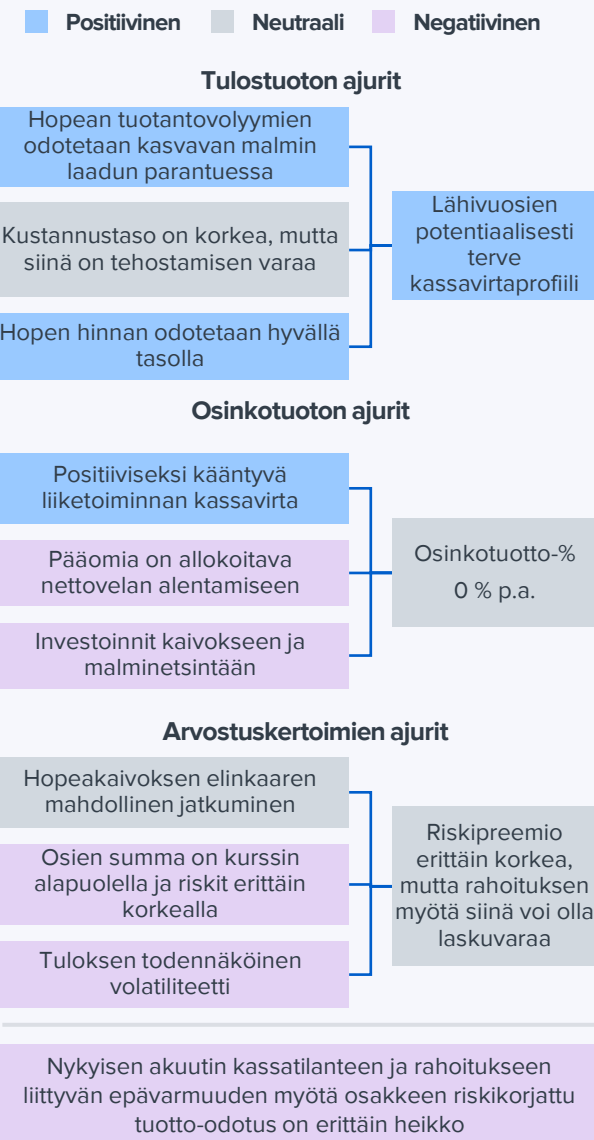 Positiivinen Neutraali Negatiivinen
Tulostuoton ajurit
Hopean tuotantovolyymien
odotetaan kasvavan malmin
laadun parantuessa
Kustannustaso on korkea, mutta
siinä on tehostamisen varaa
Hopen hinnan odotetaan hyvällä
tasolla
Lähivuosien
potentiaalisesti
terve
kassavirtaprofiili
Osinkotuoton ajurit
Positiiviseksi kääntyvä
liiketoiminnan kassavirta
Pääomia on allokoitava
nettovelan alentamiseen
Investoinnit kaivokseen ja
malminetsintään
Osinkotuotto-%
0 % p.a.
Arvostuskertoimien ajurit
Hopeakaivoksen elinkaaren
mahdollinen jatkuminen
Osien summa on kurssin
alapuolella ja riskit erittäin
korkealla
Tuloksen todennäköinen
volatiliteetti
Riskipreemio
erittäin korkea,
mutta rahoituksen
myötä siinä voi olla
laskuvaraa
Nykyisen akuutin kassatilanteen ja rahoitukseen
liittyvän epävarmuuden myötä osakkeen riskikorjattu
tuotto-odotus on erittäin heikko